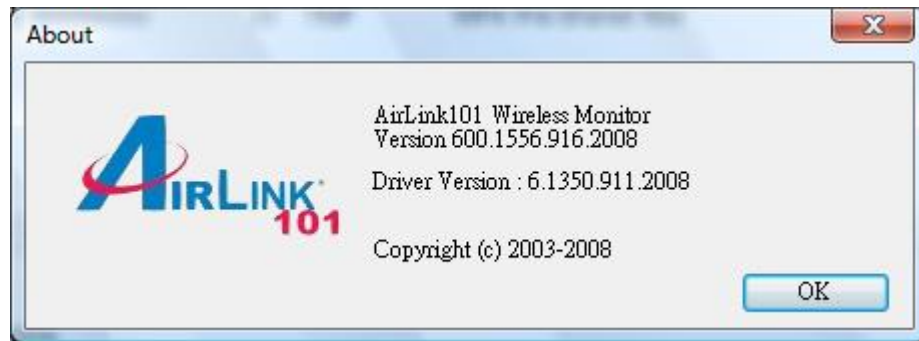 About
AirLink101 Wireless Monitor
Version 600.1556.916.2008
Driver Version : 6.1350.911.2008
Copyright (c) 2003-2008
AIRLINK
101
OK